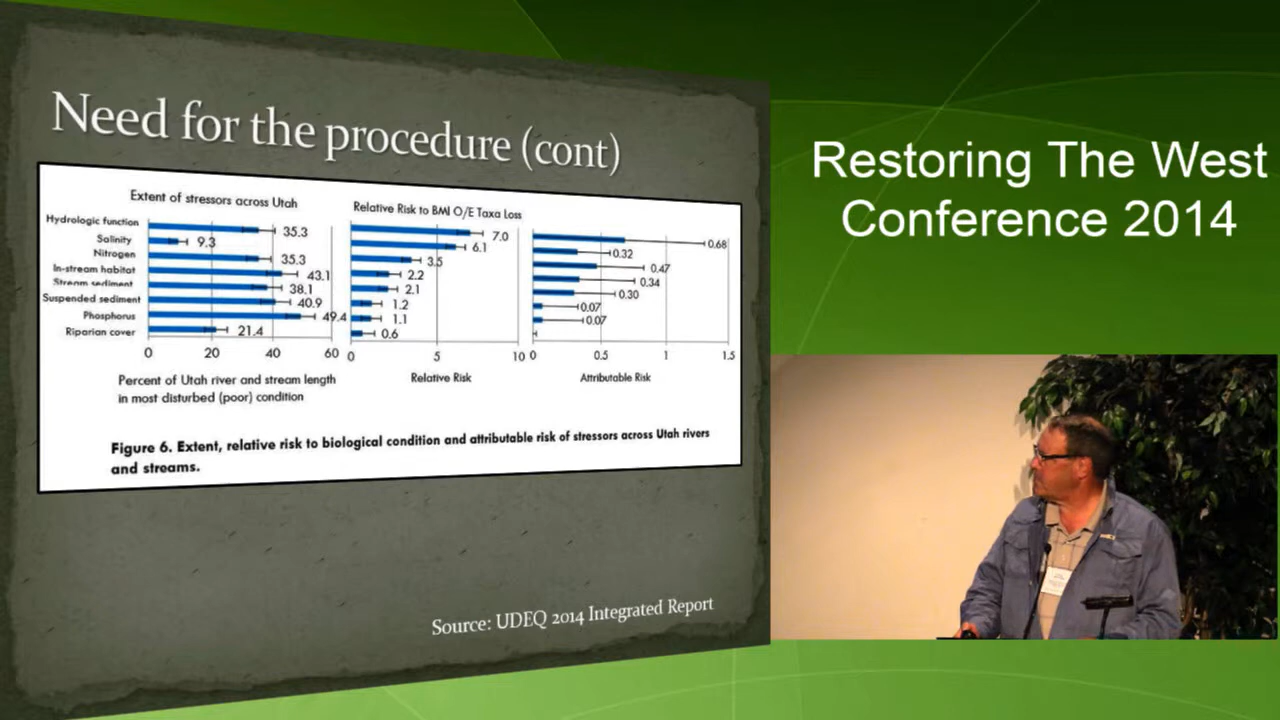 Need for the procedure (cont)
Extent of stressors across Utah
Relative Risk to BMI O/E Taxa Loss
Hydrologic function
Salinity
Nitrogen
In-stream habitat
Stream sediment
Suspended sediment
Phosphorus
Riparian cover
35.3
9.3
35.3
43.1
38.1
40.9
49.4
21.4
0 20 40 60
Percent of Utah river and stream length
in most disturbed (poor) condition
7.0
6.1
3.5
2.2
2.1
1.2
1.1
0.6
0 5 10
Relative Risk
0.68
0.32
0.47
0.34
0.30
0.07
0.07
0 0.5 1 1.5
Attributable Risk
Figure 6. Extent, relative risk to biological condition and attributable risk of stressors across Utah rivers
and streams.
Source: UDEQ 2014 Integrated Report
Restoring The West
Conference 2014